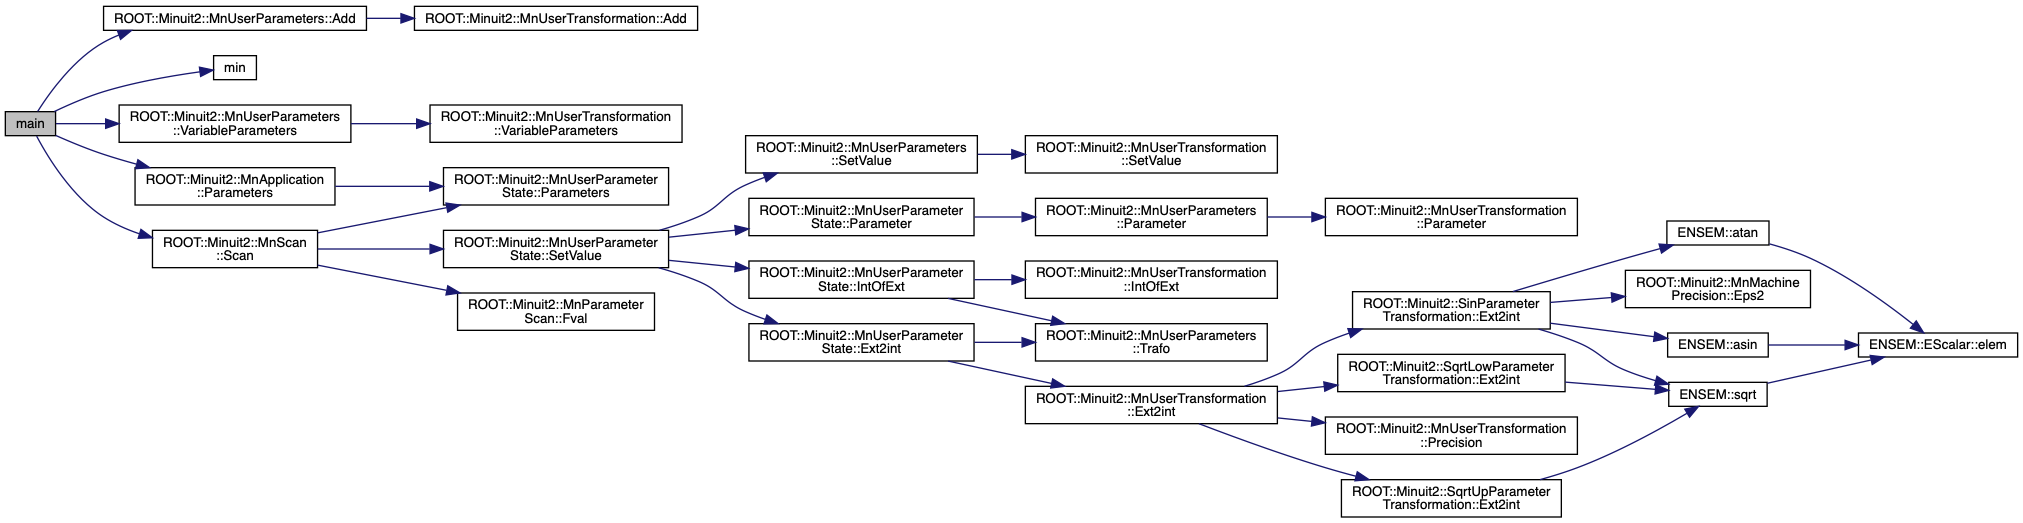 main
ROOT::Minuit2::MnUserParameters::Add
ROOT::Minuit2::MnUserTransformation::Add
min
ROOT::Minuit2::MnUserParameters
::VariableParameters
ROOT::Minuit2::MnUserTransformation
::VariableParameters
ROOT::Minuit2::MnApplication
::Parameters
ROOT::Minuit2::MnUserParameter
State::Parameters
ROOT::Minuit2::MnScan
::Scan
ROOT::Minuit2::MnUserParameter
State::SetValue
ROOT::Minuit2::MnParameter
Scan::Fval
ROOT::Minuit2::MnUserParameters
::SetValue
ROOT::Minuit2::MnUserTransformation
::SetValue
ROOT::Minuit2::MnUserParameter
State::Parameter
ROOT::Minuit2::MnUserParameters
::Parameter
ROOT::Minuit2::MnUserTransformation
::Parameter
ROOT::Minuit2::MnUserParameter
State::IntOfExt
ROOT::Minuit2::MnUserTransformation
::IntOfExt
ROOT::Minuit2::MnUserParameter
State::Ext2int
ROOT::Minuit2::MnUserParameters
::Trafo
ROOT::Minuit2::MnUserTransformation
::Ext2int
ROOT::Minuit2::SinParameter
Transformation::Ext2int
ROOT::Minuit2::SqrtLowParameter
Transformation::Ext2int
ROOT::Minuit2::MnUserTransformation
::Precision
ROOT::Minuit2::SqrtUpParameter
Transformation::Ext2int
ENSEM::atan
ROOT::Minuit2::MnMachine
Precision::Eps2
ENSEM::asin
ENSEM::sqrt
ENSEM::EScalar::elem